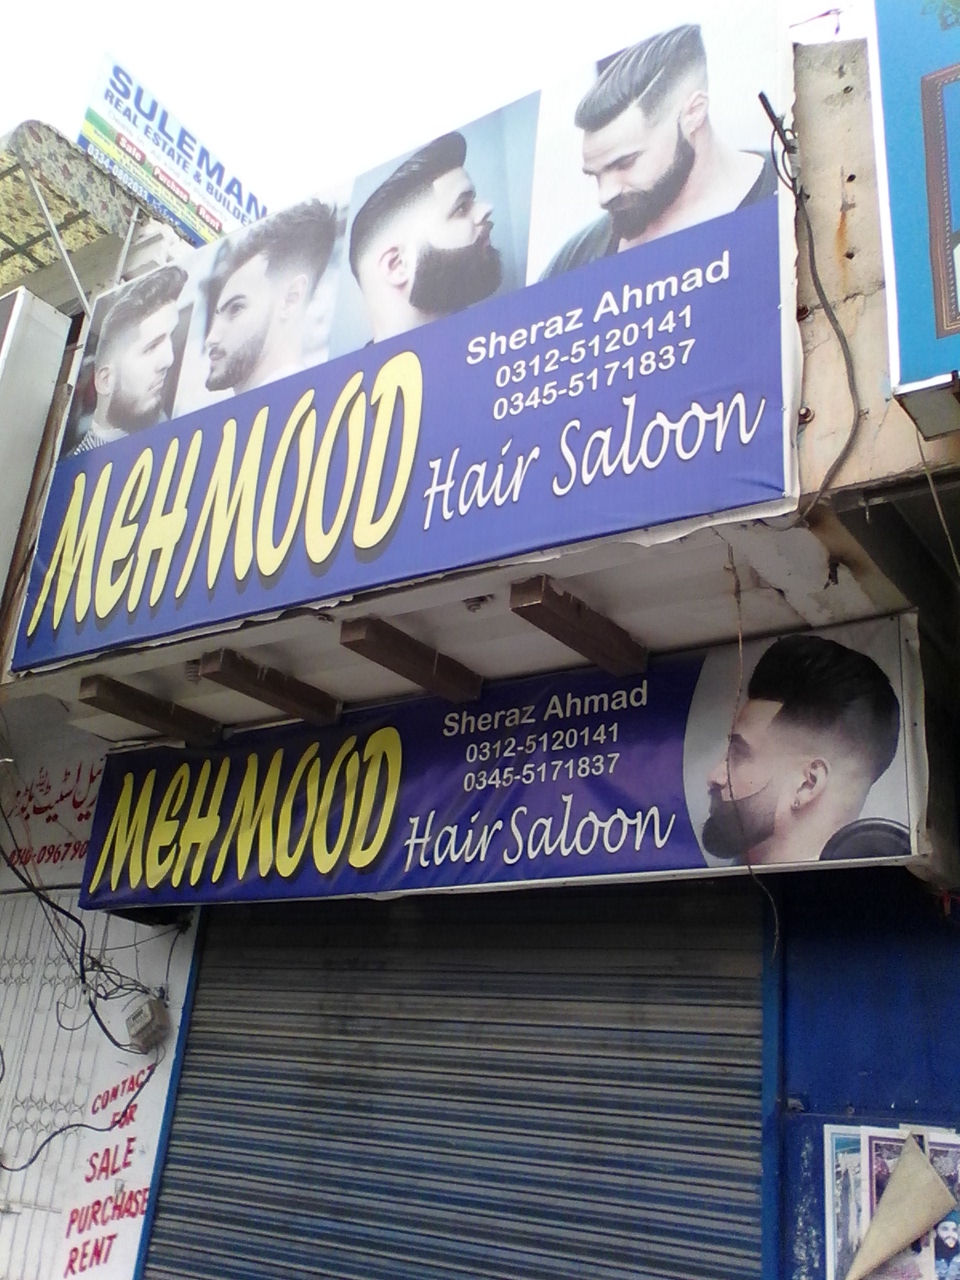 SULEMAN
REAL ESTATE & BUILDE
Sale Purchase Rent
Sheraz Ahmad
0312-5120141
0345-5171837
MEHMOOD Hair Saloon
Sheraz Ahmad
0312-5120141
0345-5171837
MEHMOOD Hair Saloon
CONTACT
FOR
SALE
PURCHASE
RENT